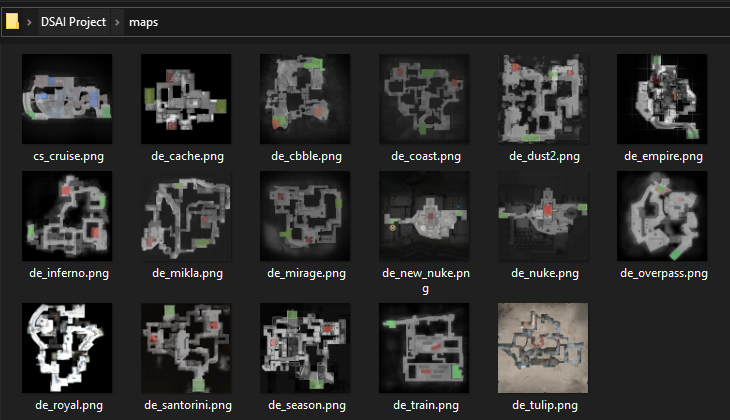 DSAI Project > maps
cs_cruise.png de_cache.png de_cbble.png de_coast.png de_dust2.png de_empire.png
de_inferno.png de_mikla.png de_mirage.png de_new_nuke.pn de_nuke.png de_overpass.png
g
de_royal.png de_santorini.png de_season.png de_train.png de_tulip.png